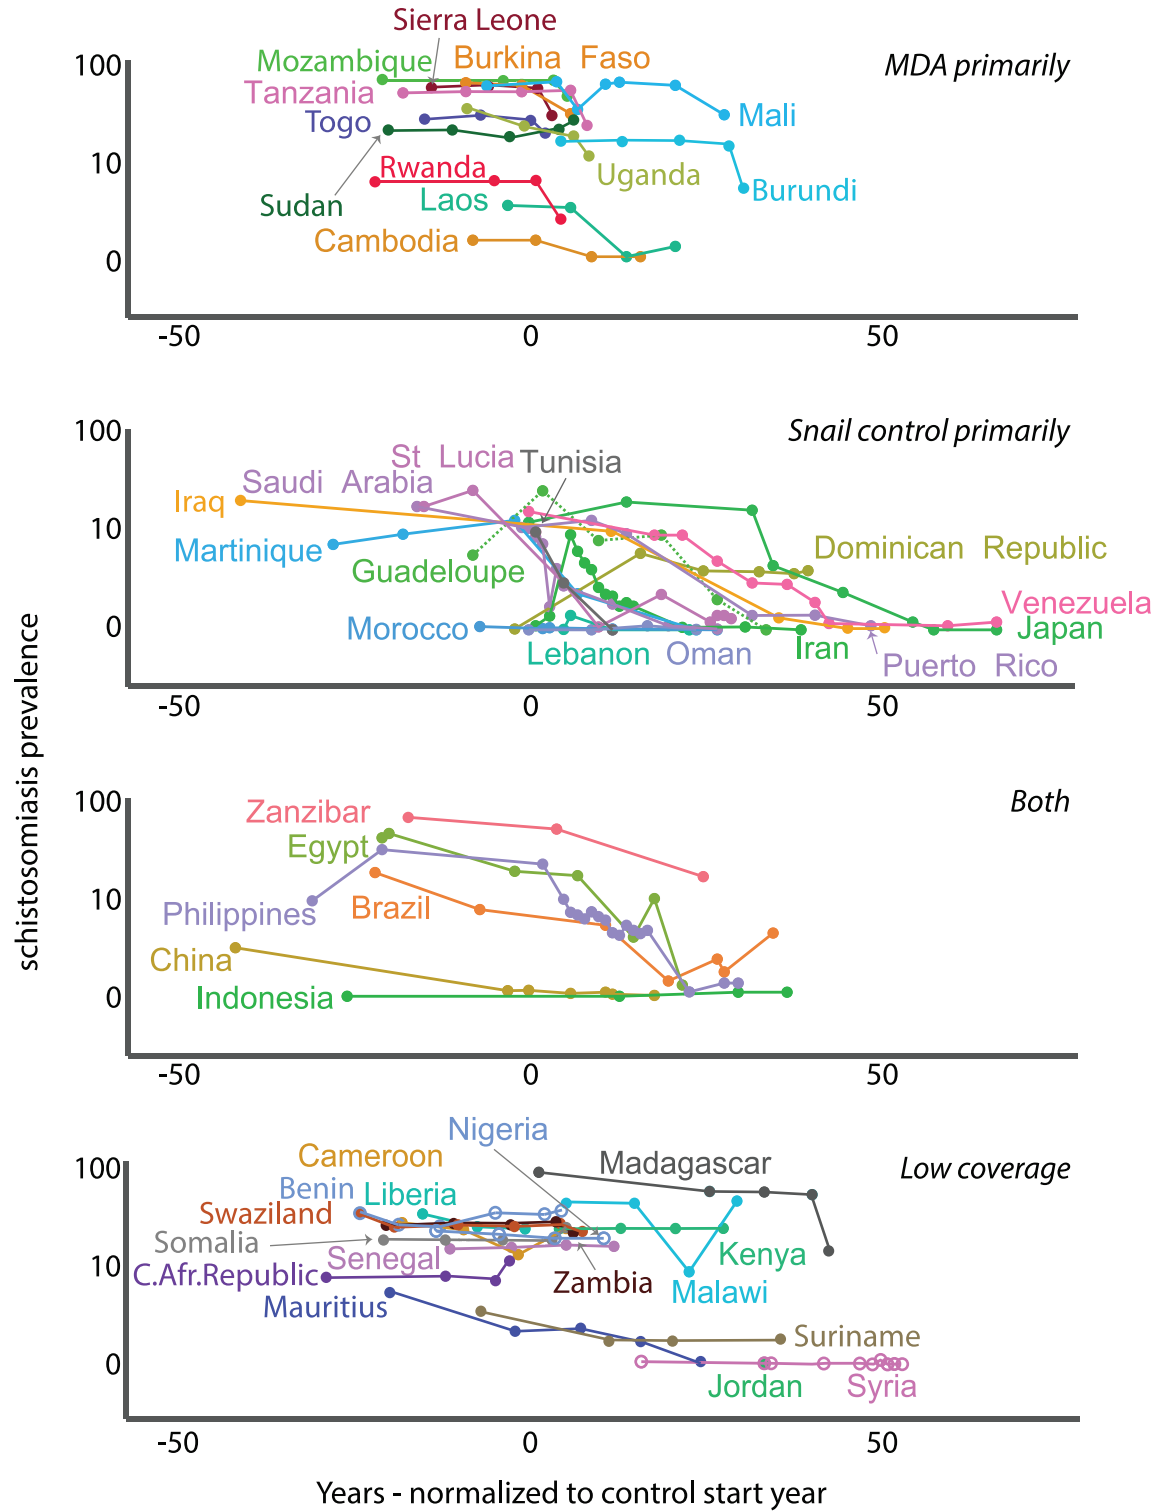 Sierra Leone
100
Mozambique
Burkina Faso
MDA primarily
Tanzania
Togo
Mali
10
Rwanda
Uganda
Sudan
Laos
Burundi
Cambodia
0
-50 0 50
100
Snail control primarily
St Lucia
Tunisia
Saudi Arabia
Iraq
10
Martinique
Guadeloupe
Dominican Republic
Venezuela
0
Morocco
Japan
Lebanon
Oman
Iran
Puerto Rico
-50 0 50
schistosomiasis prevalence
100
Both
Zanzibar
Egypt
10
Philippines
Brazil
China
0
Indonesia
-50 0 50
Nigeria
Cameroon
100
Madagascar
Low coverage
Benin
Liberia
Swaziland
Somalia
Senegal
Kenya
10
C.Afr.Republic
Zambia
Malawi
Mauritius
Suriname
0
Jordan
Syria
-50 0 50
Years - normalized to control start year